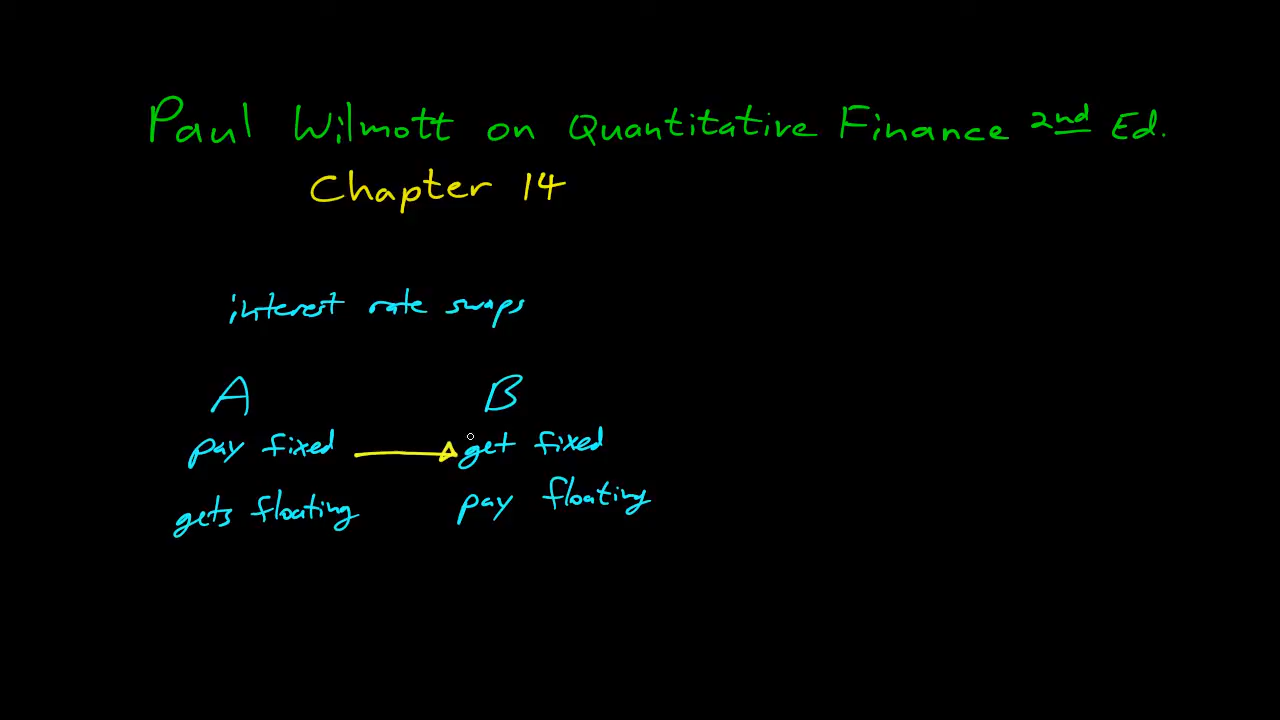 Paul Wilmott on Quantitative Finance 2nd Ed.
Chapter 14
interest rate swaps
A B
pay fixed get fixed
gets floating pay floating